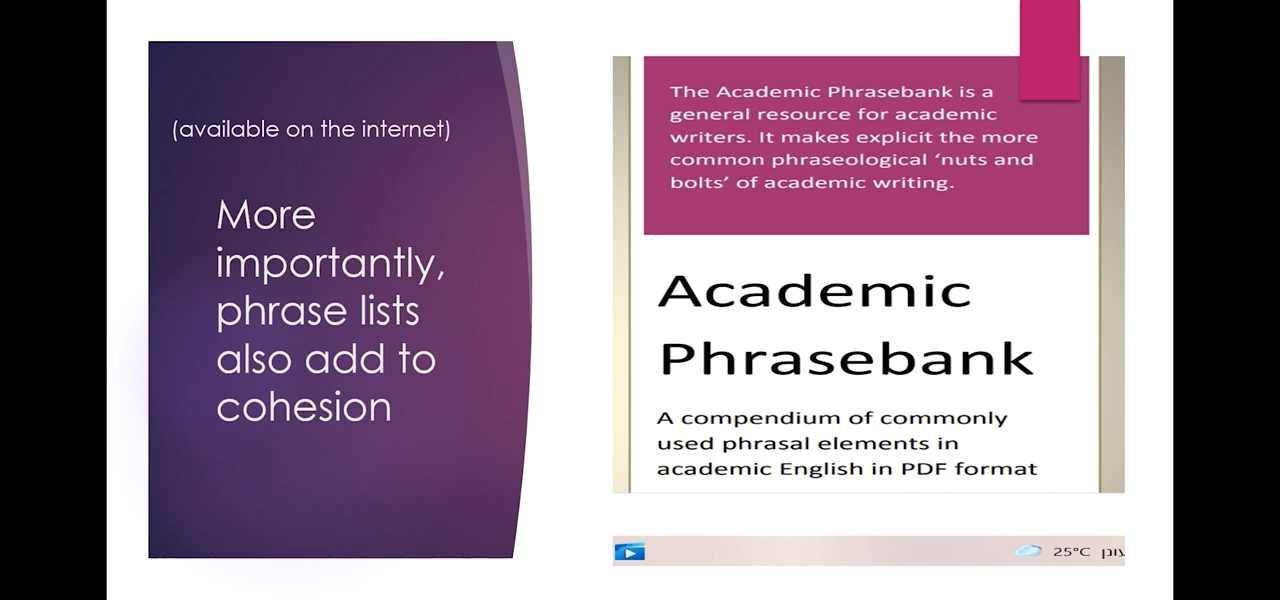 (available on the internet)
More
importantly,
phrase lists
also add to
cohesion
The Academic Phrasebank is a
general resource for academic
writers. It makes explicit the more
common phraseological ‘nuts and
bolts’ of academic writing.
Academic
Phrasebank
A compendium of commonly
used phrasal elements in
academic English in PDF format
25°C